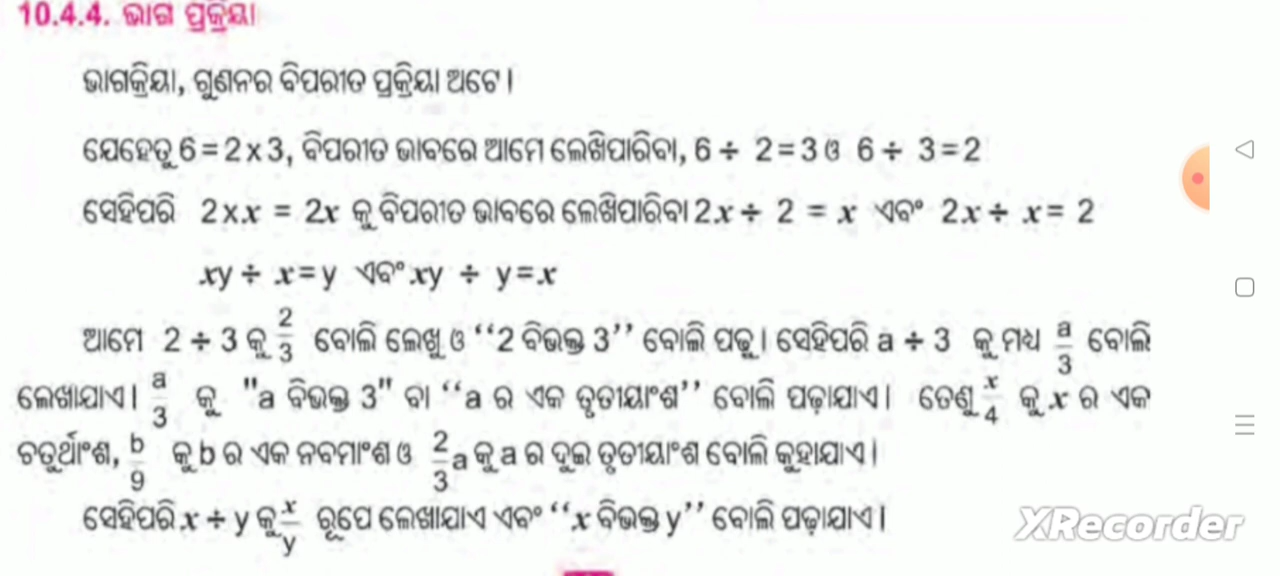 10.4.4. ଭାଗ ପ୍ରକ୍ରିୟା
ଭାଗକ୍ରିୟା, ଗୁଣନର ବିପରୀତ ପ୍ରକ୍ରିୟା ଅଟେ।
ଯେହେତୁ 6 = 2 x 3, ବିପରୀତ ଭାବରେ ଆମେ ଲେଖିପାରିବା, 6 ÷ 2 = 3 ଓ 6 ÷ 3 = 2
ସେହିପରି 2 x x = 2x କୁ ବିପରୀତ ଭାବରେ ଲେଖିପାରିବା 2x ÷ 2 = x ଏବଂ 2x ÷ x = 2
xy ÷ x = y ଏବଂ xy ÷ y = x
ଆମେ 2 ÷ 3 କୁ 2/3 ବୋଲି ଲେଖୁ ଓ ‘‘2 ବିଭକ୍ତ 3’’ ବୋଲି ପଢୁ। ସେହିପରି a ÷ 3 କୁ ମଧ୍ୟ a/3 ବୋଲି
ଲେଖାଯାଏ। a/3 କୁ "a ବିଭକ୍ତ 3" ବା ‘‘a ର ଏକ ତୃତୀୟାଂଶ’’ ବୋଲି ପଢ଼ାଯାଏ। ତେଣୁ x/4 କୁ x ର ଏକ
ଚତୁର୍ଥାଂଶ, b/9 କୁ b ର ଏକ ନବମାଂଶ ଓ 2/3 a କୁ a ର ଦୁଇ ତୃତୀୟାଂଶ ବୋଲି କୁହାଯାଏ।
ସେହିପରି x ÷ y କୁ x/y ରୂପେ ଲେଖାଯାଏ ଏବଂ ‘‘x ବିଭକ୍ତ y’’ ବୋଲି ପଢ଼ାଯାଏ।
XRecorder